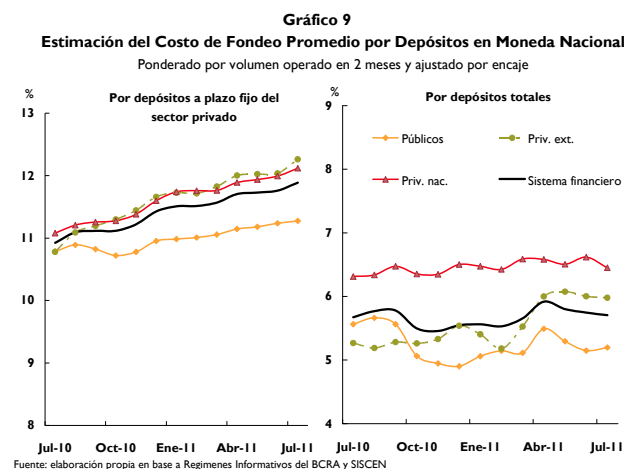 Gráfico 9
Estimación del Costo de Fondeo Promedio por Depósitos en Moneda Nacional
Ponderado por volumen operado en 2 meses y ajustado por encaje
%
Por depósitos a plazo fijo del
sector privado
13
12
11
10
9
8
Jul-10 Oct-10 Ene-11 Abr-11 Jul-11
%
Por depósitos totales
9
8
7
6
5
4
Públicos
Priv. ext.
Priv. nac.
Sistema financiero
Jul-10 Oct-10 Ene-11 Abr-11 Jul-11
Fuente: elaboración propia en base a Regimenes Informativos del BCRA y SISCEN